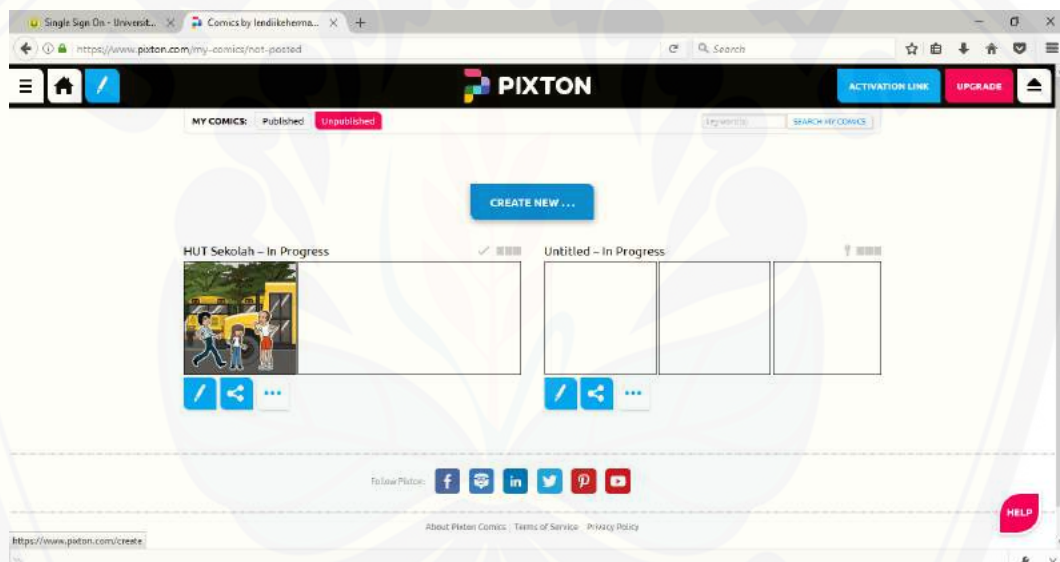 Single Sign On - Universit...
Comics by lendiikeherma...
https://www.pixton.com/my-comics/not-posted
Search
PIXTON
ACTIVATION LINK
UPGRADE
MY COMICS: Published Unpublished
keyword(s)
SEARCH MY COMICS
CREATE NEW ...
HUT Sekolah – In Progress
Untitled – In Progress
Follow Pixton:
About Pixton Comics Terms of Service Privacy Policy
HELP
https://www.pixton.com/create